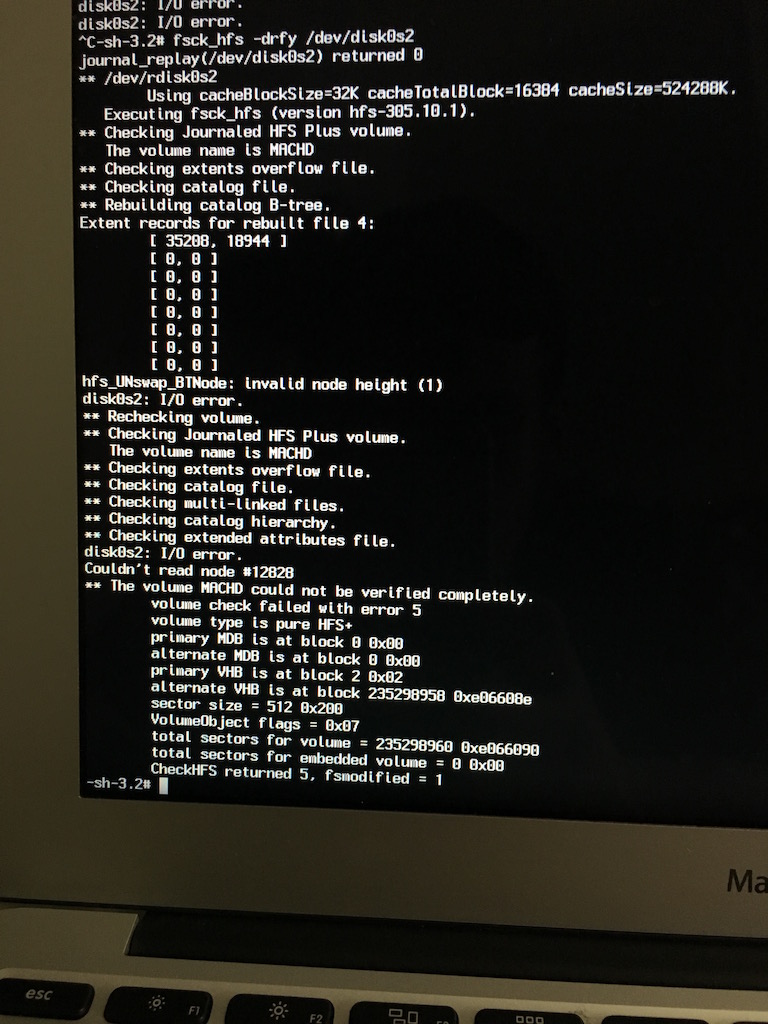 disk0s2: I/O error.
disk0s2: I/O error.
^C-sh-3.2# fsck_hfs -drfy /dev/disk0s2
journal_replay(/dev/disk0s2) returned 0
** /dev/rdisk0s2
Using cacheBlockSize=32K cacheTotalBlock=16384 cacheSize=524288K.
Executing fsck_hfs (version hfs-305.10.1).
** Checking Journaled HFS Plus volume.
The volume name is MACHD
** Checking extents overflow file.
** Checking catalog file.
** Rebuilding catalog B-tree.
Extent records for rebuilt file 4:
[ 35208, 18944 ]
[ 0, 0 ]
[ 0, 0 ]
[ 0, 0 ]
[ 0, 0 ]
[ 0, 0 ]
[ 0, 0 ]
[ 0, 0 ]
hfs_UNswap_BTNode: invalid node height (1)
disk0s2: I/O error.
** Rechecking volume.
** Checking Journaled HFS Plus volume.
The volume name is MACHD
** Checking extents overflow file.
** Checking catalog file.
** Checking multi-linked files.
** Checking catalog hierarchy.
** Checking extended attributes file.
disk0s2: I/O error.
Couldn't read node #12828
** The volume MACHD could not be verified completely.
volume check failed with error 5
volume type is pure HFS+
primary MDB is at block 0 0x00
alternate MDB is at block 0 0x00
primary VHB is at block 2 0x02
alternate VHB is at block 235298958 0xe06608e
sector size = 512 0x200
VolumeObject flags = 0x07
total sectors for volume = 235298960 0xe066090
total sectors for embedded volume = 0 0x00
CheckHFS returned 5, fsmodified = 1
-sh-3.2#
Ma
esc
F1
F2